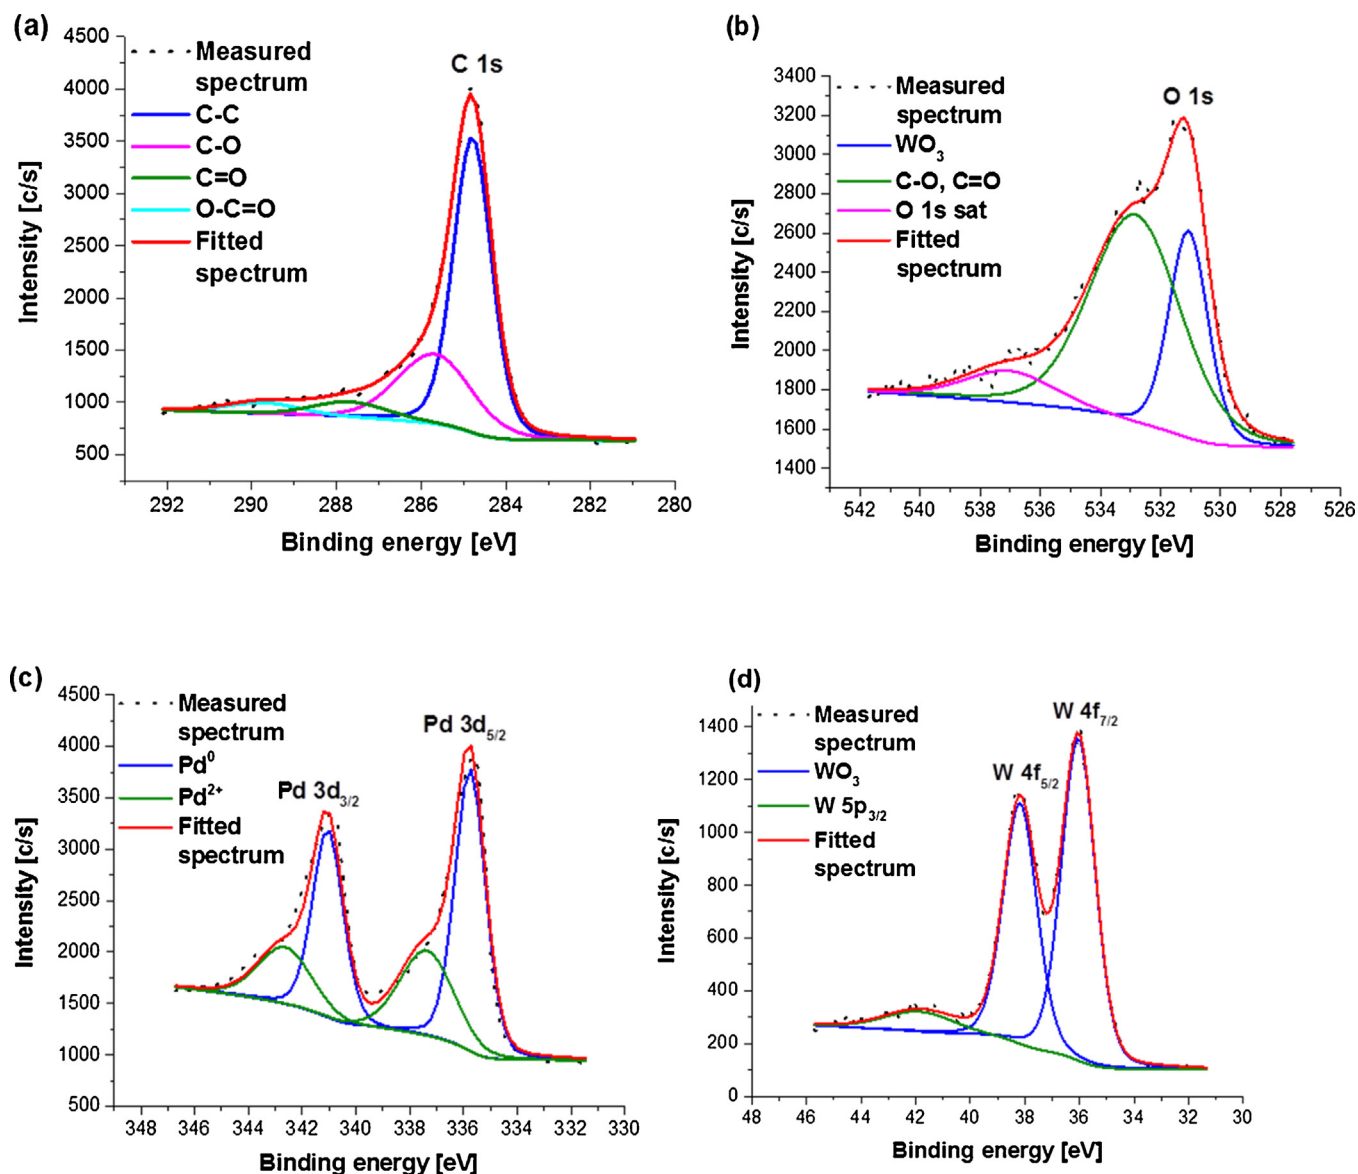 (a)
4500
4000
3500
3000
2500
2000
1500
1000
500
Intensity [c/s]
Measured
spectrum
C-C
C-O
C=O
O-C=O
Fitted
spectrum
C 1s
292 290 288 286 284 282 280
Binding energy [eV]
(b)
3400
3200
3000
2800
2600
2400
2200
2000
1800
1600
1400
Intensity [c/s]
Measured
spectrum
WO3
C-O, C=O
O 1s sat
Fitted
spectrum
O 1s
542 540 538 536 534 532 530 528 526
Binding energy [eV]
(c)
4500
4000
3500
3000
2500
2000
1500
1000
500
Intensity [c/s]
Measured
spectrum
Pd0
Pd2+
Fitted
spectrum
Pd 3d3/2
Pd 3d5/2
348 346 344 342 340 338 336 334 332 330
Binding energy [eV]
(d)
1400
1200
1000
800
600
400
200
0
Intensity [c/s]
Measured
spectrum
WO3
W 5p3/2
Fitted
spectrum
W 4f5/2
W 4f7/2
48 46 44 42 40 38 36 34 32 30
Binding energy [eV]